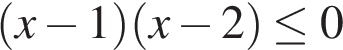 (x − 1)(x − 2) ≤ 0